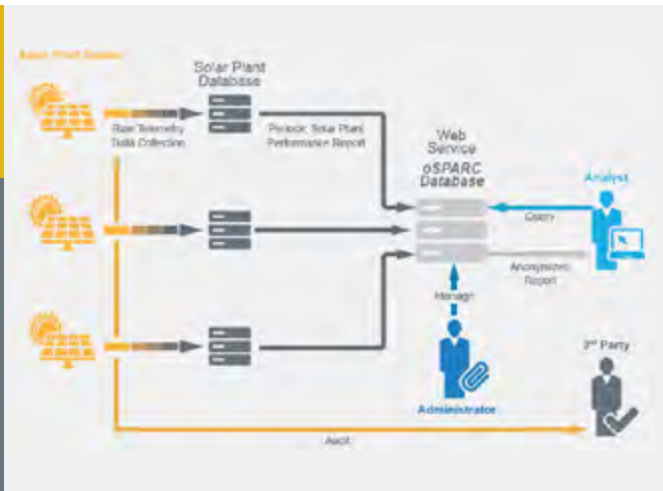 Solar Plant
Database
Raw Telemetry
Data Collection
Periodic Solar Plant
Performance Report
Web
Service
oSPARC
Database
Analyst
Query
Anonymized
Report
Manage
3rd Party
Administrator
Audit